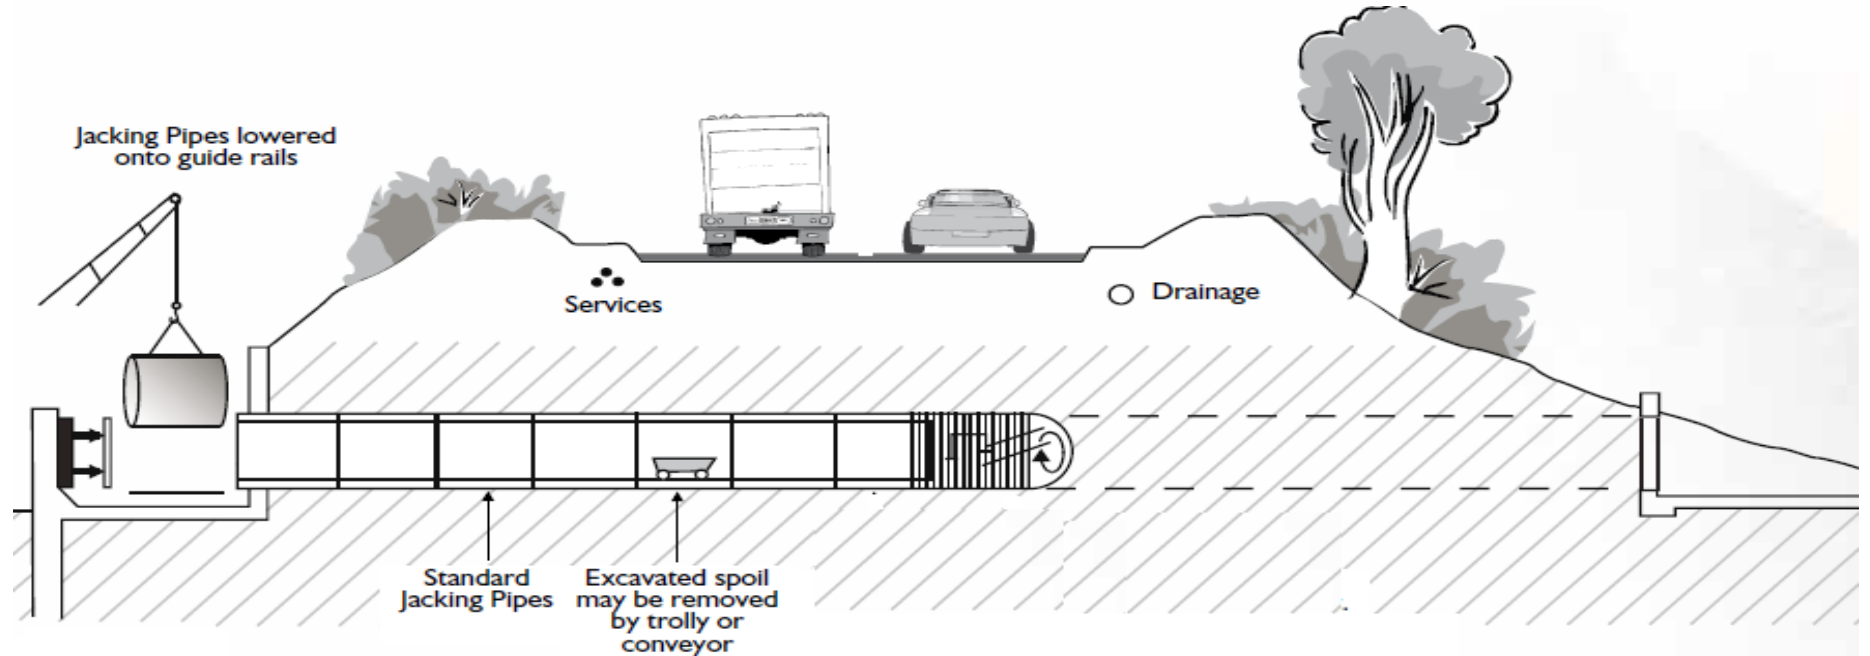 Jacking Pipes lowered
onto guide rails
Services
Drainage
Standard
Jacking Pipes
Excavated spoil
may be removed
by trolly or
conveyor